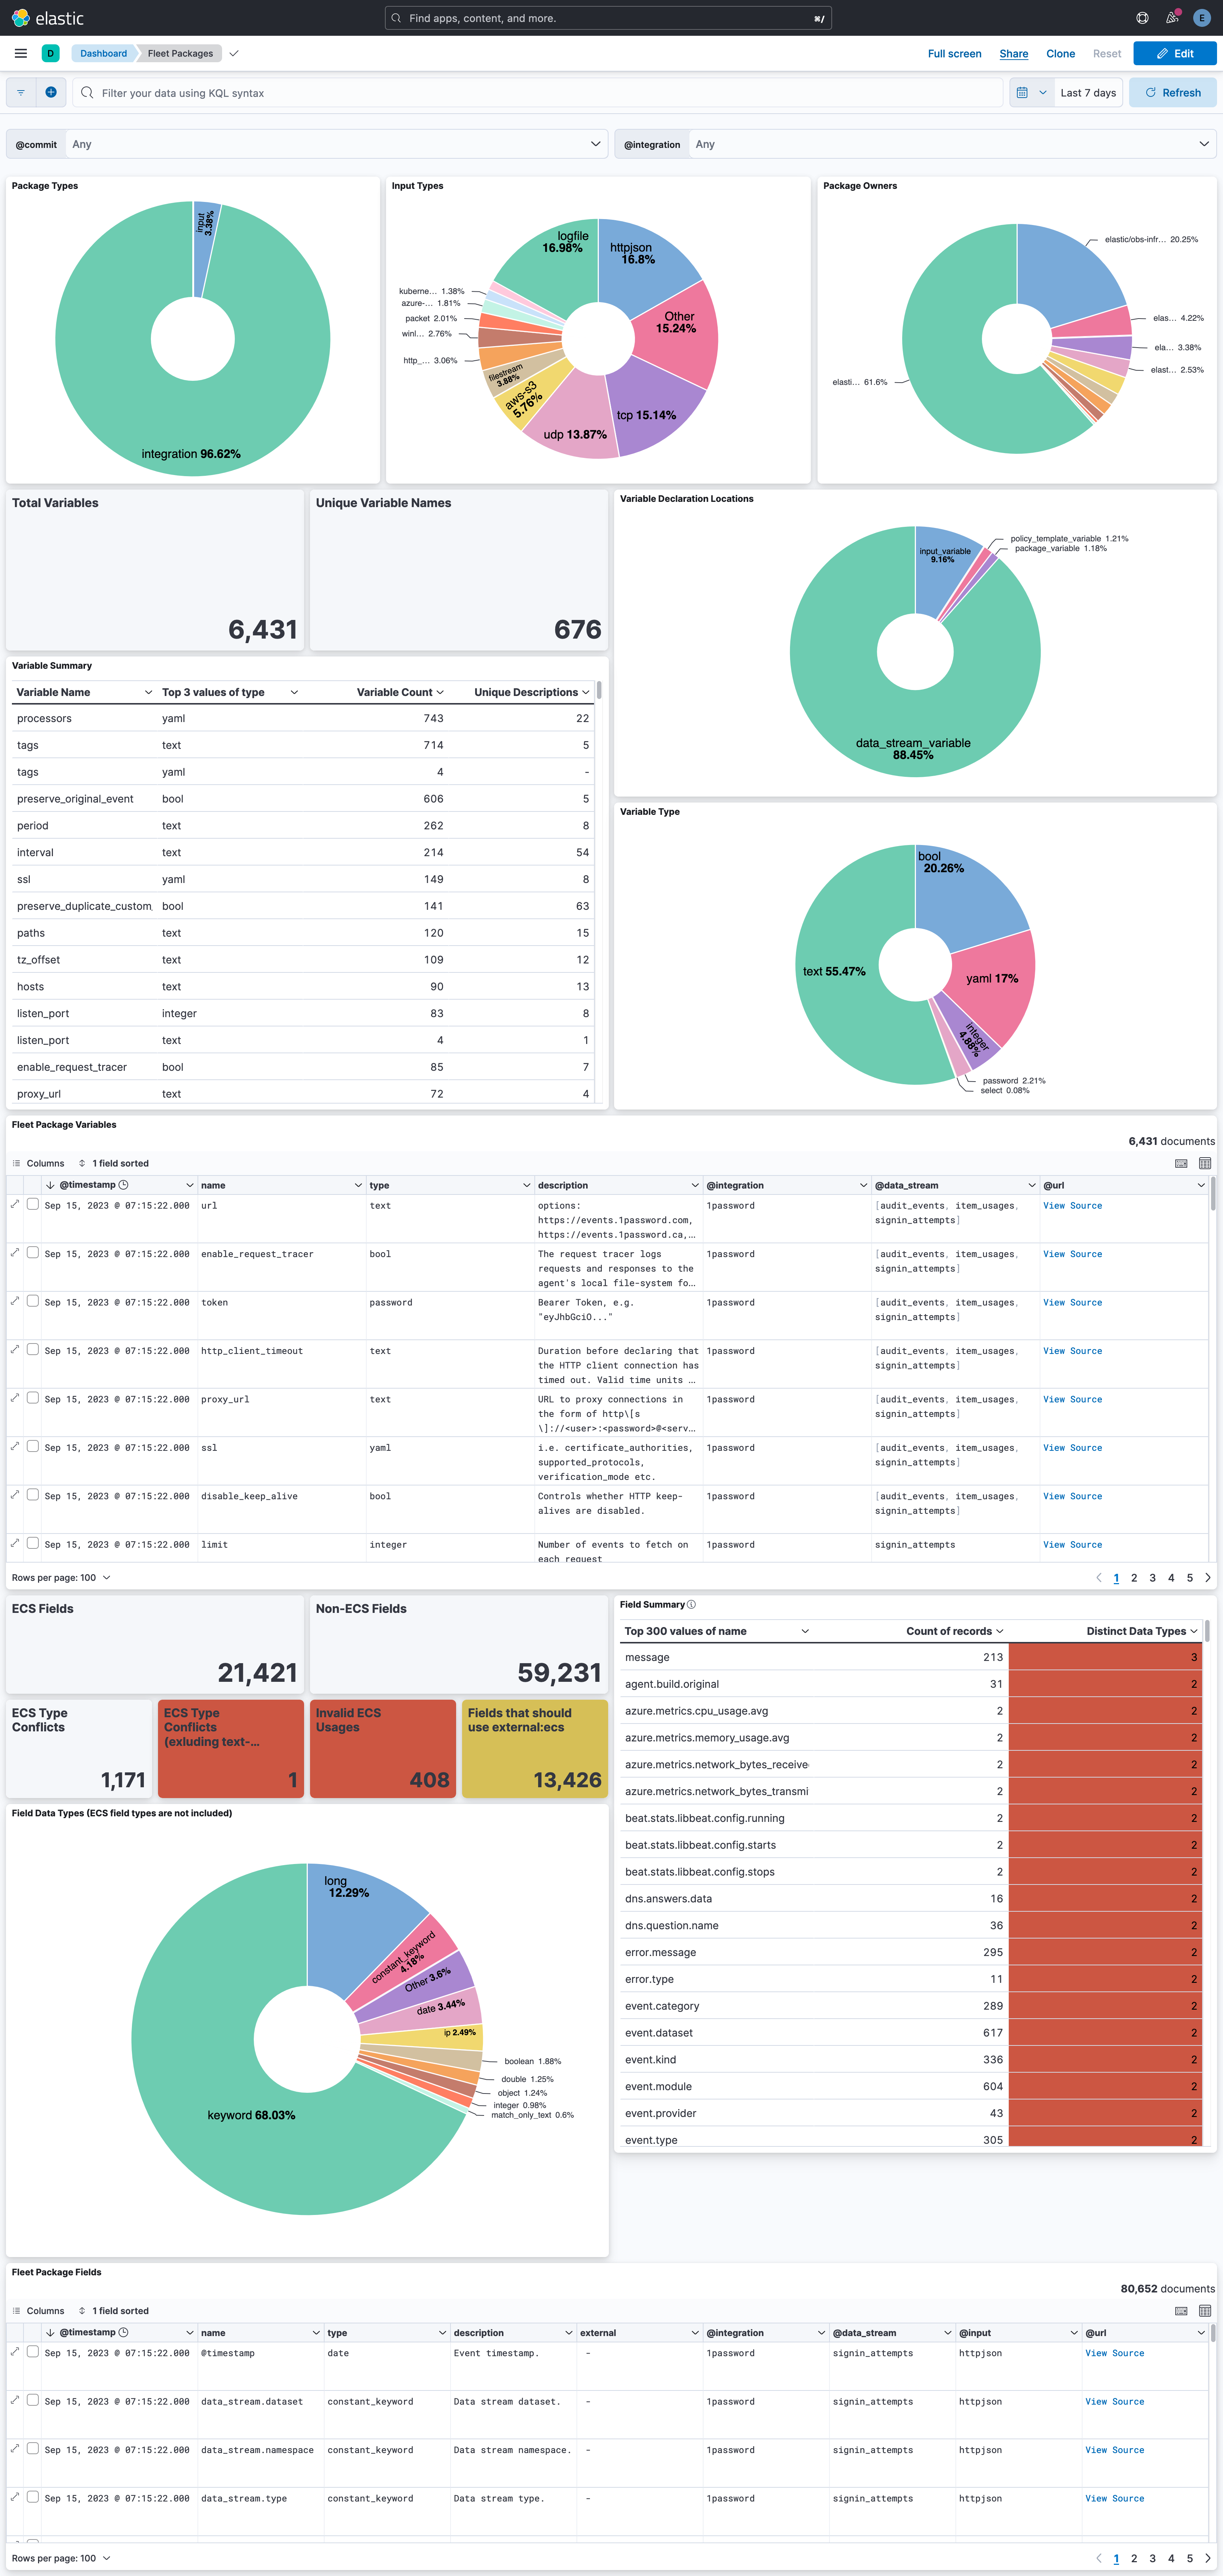 elastic
Find apps, content, and more.
⌘/
E
D
Dashboard
Fleet Packages
Full screen
Share
Clone
Reset
Edit
Filter your data using KQL syntax
Last 7 days
Refresh
@commit
Any
@integration
Any
Package Types
input
3.38%
integration 96.62%
Input Types
logfile
16.98%
httpjson
16.8%
Other
15.24%
tcp 15.14%
udp 13.87%
aws-s3
5.76%
filestream
3.88%
http_... 3.06%
winl... 2.76%
packet 2.01%
azure-... 1.81%
kuberne... 1.38%
Package Owners
elastic/obs-infr... 20.25%
elas... 4.22%
ela... 3.38%
elast... 2.53%
elasti... 61.6%
Total Variables
6,431
Unique Variable Names
676
Variable Declaration Locations
input_variable
9.16%
policy_template_variable 1.21%
package_variable 1.18%
data_stream_variable
88.45%
Variable Summary
Variable Name Top 3 values of type Variable Count Unique Descriptions
processors yaml 743 22
tags text 714 5
tags yaml 4 -
preserve_original_event bool 606 5
period text 262 8
interval text 214 54
ssl yaml 149 8
preserve_duplicate_custom_ bool 141 63
paths text 120 15
tz_offset text 109 12
hosts text 90 13
listen_port integer 83 8
listen_port text 4 1
enable_request_tracer bool 85 7
proxy_url text 72 4
Variable Type
bool
20.26%
text 55.47%
yaml 17%
integer
4.88%
password 2.21%
select 0.08%
Fleet Package Variables
6,431 documents
Columns 1 field sorted
@timestamp name type description @integration @data_stream @url
Sep 15, 2023 @ 07:15:22.000 url text options: 1password [audit_events, item_usages, View Source
https://events.1password.com, signin_attempts]
https://events.1password.ca,...
Sep 15, 2023 @ 07:15:22.000 enable_request_tracer bool The request tracer logs 1password [audit_events, item_usages, View Source
requests and responses to the signin_attempts]
agent's local file-system fo...
Sep 15, 2023 @ 07:15:22.000 token password Bearer Token, e.g. 1password [audit_events, item_usages, View Source
"eyJhbGciO..." signin_attempts]
Sep 15, 2023 @ 07:15:22.000 http_client_timeout text Duration before declaring that 1password [audit_events, item_usages, View Source
the HTTP client connection has signin_attempts]
timed out. Valid time units ...
Sep 15, 2023 @ 07:15:22.000 proxy_url text URL to proxy connections in 1password [audit_events, item_usages, View Source
the form of http\[s signin_attempts]
\]://<user>:<password>@<serv...
Sep 15, 2023 @ 07:15:22.000 ssl yaml i.e. certificate_authorities, 1password [audit_events, item_usages, View Source
supported_protocols, signin_attempts]
verification_mode etc.
Sep 15, 2023 @ 07:15:22.000 disable_keep_alive bool Controls whether HTTP keep- 1password [audit_events, item_usages, View Source
alives are disabled. signin_attempts]
Sep 15, 2023 @ 07:15:22.000 limit integer Number of events to fetch on 1password signin_attempts View Source
each request
Rows per page: 100
1 2 3 4 5
ECS Fields
21,421
Non-ECS Fields
59,231
ECS Type
Conflicts
1,171
ECS Type
Conflicts
(exluding text-...
1
Invalid ECS
Usages
408
Fields that should
use external:ecs
13,426
Field Summary
Top 300 values of name Count of records Distinct Data Types
message 213 3
agent.build.original 31 2
azure.metrics.cpu_usage.avg 2 2
azure.metrics.memory_usage.avg 2 2
azure.metrics.network_bytes_receive 2 2
azure.metrics.network_bytes_transmi 2 2
beat.stats.libbeat.config.running 2 2
beat.stats.libbeat.config.starts 2 2
beat.stats.libbeat.config.stops 2 2
dns.answers.data 16 2
dns.question.name 36 2
error.message 295 2
error.type 11 2
event.category 289 2
event.dataset 617 2
event.kind 336 2
event.module 604 2
event.provider 43 2
event.type 305 2
Field Data Types (ECS field types are not included)
long
12.29%
constant_keyword
4.18%
Other 3.6%
date 3.44%
ip 2.49%
boolean 1.88%
double 1.25%
object 1.24%
integer 0.98%
match_only_text 0.6%
keyword 68.03%
Fleet Package Fields
80,652 documents
Columns 1 field sorted
@timestamp name type description external @integration @data_stream @input @url
Sep 15, 2023 @ 07:15:22.000 @timestamp date Event timestamp. - 1password signin_attempts httpjson View Source
Sep 15, 2023 @ 07:15:22.000 data_stream.dataset constant_keyword Data stream dataset. - 1password signin_attempts httpjson View Source
Sep 15, 2023 @ 07:15:22.000 data_stream.namespace constant_keyword Data stream namespace. - 1password signin_attempts httpjson View Source
Sep 15, 2023 @ 07:15:22.000 data_stream.type constant_keyword Data stream type. - 1password signin_attempts httpjson View Source
Rows per page: 100
1 2 3 4 5